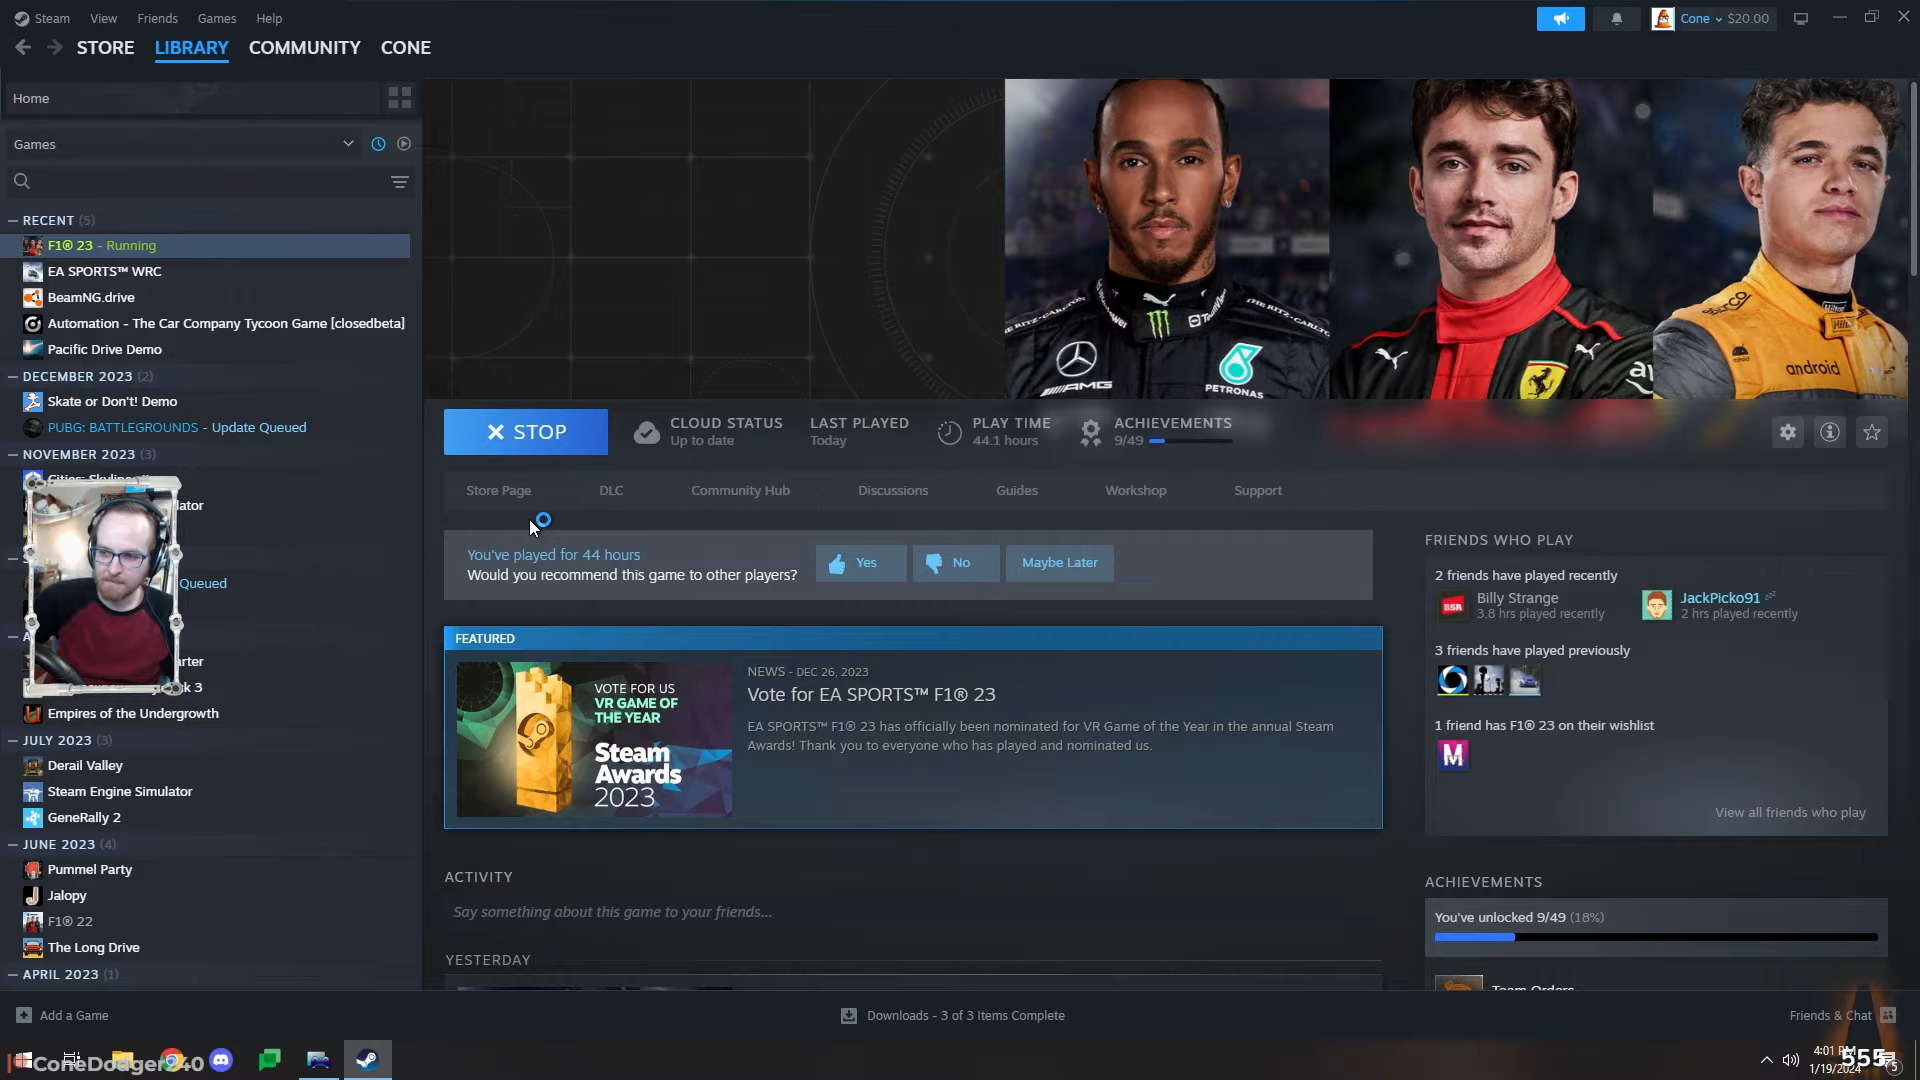 Steam View Friends Games Help
Cone $20.00
STORE LIBRARY COMMUNITY CONE
Home
Games
RECENT (5)
F1® 23 - Running
EA SPORTS™ WRC
BeamNG.drive
Automation - The Car Company Tycoon Game [closedbeta]
Pacific Drive Demo
DECEMBER 2023 (2)
Skate or Don't! Demo
PUBG: BATTLEGROUNDS - Update Queued
NOVEMBER 2023 (3)
lator
Queued
arter
k 3
Empires of the Undergrowth
JULY 2023 (3)
Derail Valley
Steam Engine Simulator
GeneRally 2
JUNE 2023 (4)
Pummel Party
Jalopy
F1® 22
The Long Drive
APRIL 2023 (1)
AMG
PETRONAS
android
STOP
CLOUD STATUS
Up to date
LAST PLAYED
Today
PLAY TIME
44.1 hours
ACHIEVEMENTS
9/49
Store Page DLC Community Hub Discussions Guides Workshop Support
You've played for 44 hours
Would you recommend this game to other players?
Yes No Maybe Later
FEATURED
VOTE FOR US
VR GAME OF
THE YEAR
Steam
Awards
2023
NEWS - DEC 26, 2023
Vote for EA SPORTS™ F1® 23
EA SPORTS™ F1® 23 has officially been nominated for VR Game of the Year in the annual Steam
Awards! Thank you to everyone who has played and nominated us.
ACTIVITY
Say something about this game to your friends...
YESTERDAY
FRIENDS WHO PLAY
2 friends have played recently
BSR
Billy Strange
3.8 hrs played recently
JackPicko91
2 hrs played recently
3 friends have played previously
1 friend has F1® 23 on their wishlist
M
View all friends who play
ACHIEVEMENTS
You've unlocked 9/49 (18%)
Team Orders
Add a Game
Downloads - 3 of 3 Items Complete
Friends & Chat
ConeDodger240
4:01 PM
1/19/2024
555
5